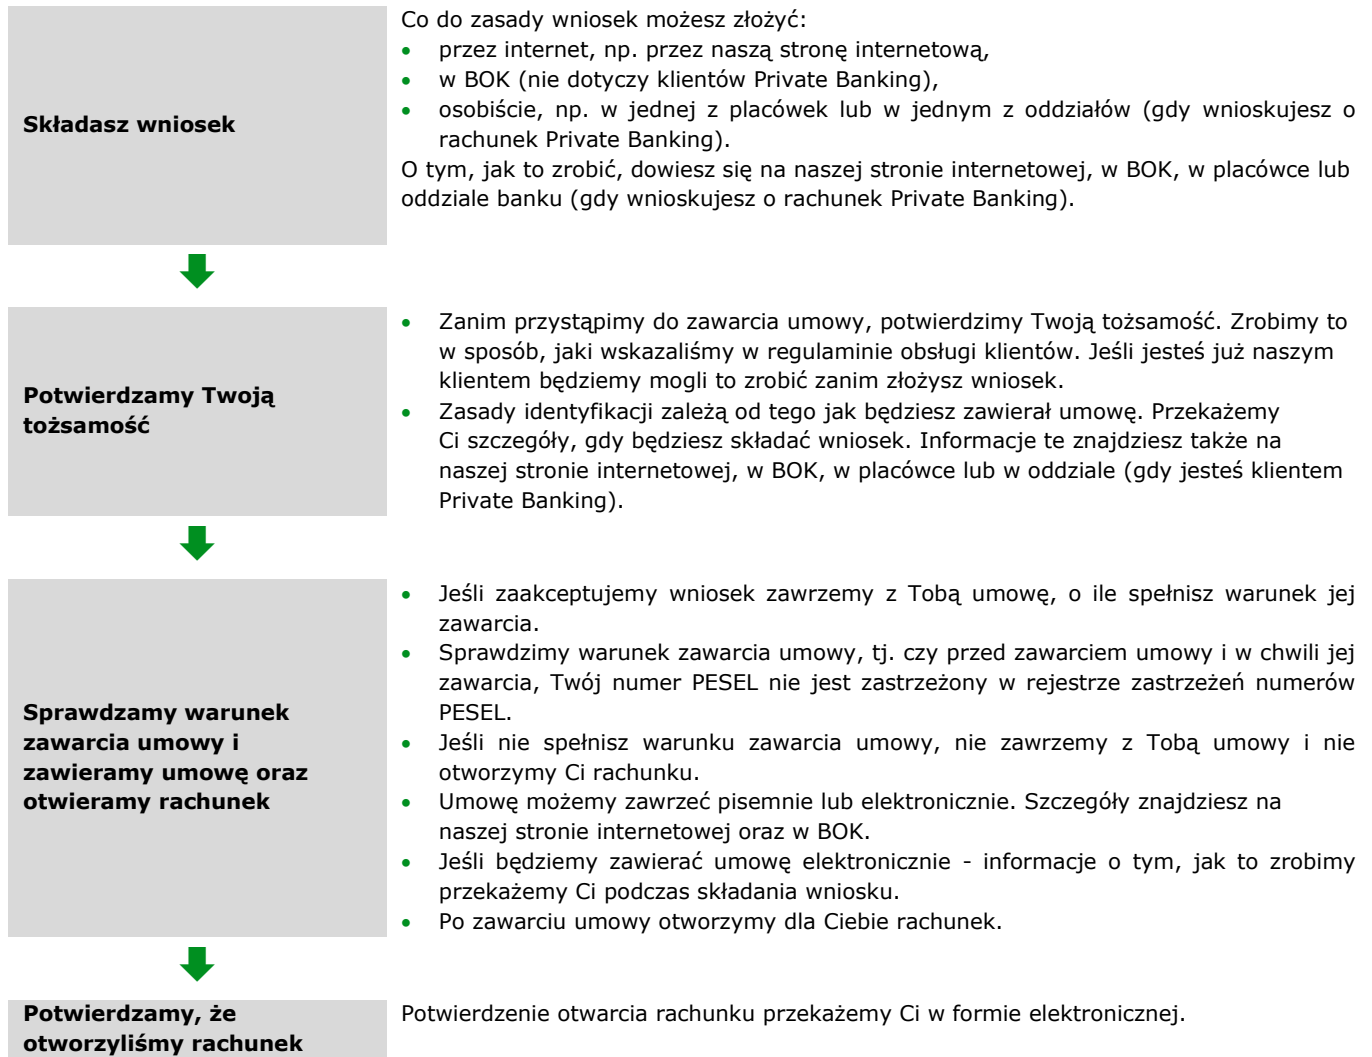 Składasz wniosek
Co do zasady wniosek możesz złożyć:
• przez internet, np. przez naszą stronę internetową,
• w BOK (nie dotyczy klientów Private Banking),
• osobiście, np. w jednej z placówek lub w jednym z oddziałów (gdy wnioskujesz o
rachunek Private Banking).
O tym, jak to zrobić, dowiesz się na naszej stronie internetowej, w BOK, w placówce lub
oddziale banku (gdy wnioskujesz o rachunek Private Banking).
Potwierdzamy Twoją
tożsamość
• Zanim przystąpimy do zawarcia umowy, potwierdzimy Twoją tożsamość. Zrobimy to
w sposób, jaki wskazaliśmy w regulaminie obsługi klientów. Jeśli jesteś już naszym
klientem będziemy mogli to zrobić zanim złożysz wniosek.
• Zasady identyfikacji zależą od tego jak będziesz zawierał umowę. Przekażemy
Ci szczegóły, gdy będziesz składać wniosek. Informacje te znajdziesz także na
naszej stronie internetowej, w BOK, w placówce lub w oddziale (gdy jesteś klientem
Private Banking).
Sprawdzamy warunek
zawarcia umowy i
zawieramy umowę oraz
otwieramy rachunek
• Jeśli zaakceptujemy wniosek zawrzemy z Tobą umowę, o ile spełnisz warunek jej
zawarcia.
• Sprawdzimy warunek zawarcia umowy, tj. czy przed zawarciem umowy i w chwili jej
zawarcia, Twój numer PESEL nie jest zastrzeżony w rejestrze zastrzeżeń numerów
PESEL.
• Jeśli nie spełnisz warunku zawarcia umowy, nie zawrzemy z Tobą umowy i nie
otworzymy Ci rachunku.
• Umowę możemy zawrzeć pisemnie lub elektronicznie. Szczegóły znajdziesz na
naszej stronie internetowej oraz w BOK.
• Jeśli będziemy zawierać umowę elektronicznie - informacje o tym, jak to zrobimy
przekażemy Ci podczas składania wniosku.
• Po zawarciu umowy otworzymy dla Ciebie rachunek.
Potwierdzamy, że
otworzyliśmy rachunek
Potwierdzenie otwarcia rachunku przekażemy Ci w formie elektronicznej.